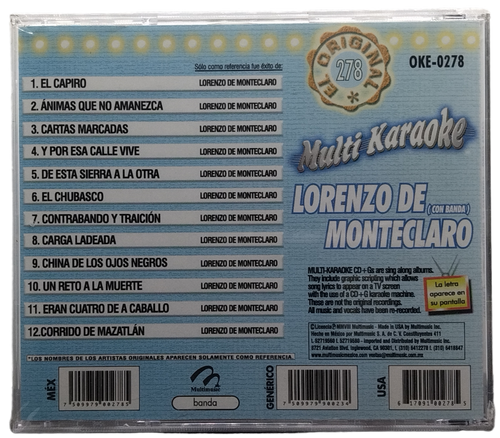 Sólo como referencia fue éxito de:
1. EL CAPIRO LORENZO DE MONTECLARO
2. ÁNIMAS QUE NO AMANEZCA LORENZO DE MONTECLARO
3. CARTAS MARCADAS LORENZO DE MONTECLARO
4. Y POR ESA CALLE VIVE LORENZO DE MONTECLARO
5. DE ESTA SIERRA A LA OTRA LORENZO DE MONTECLARO
6. EL CHUBASCO LORENZO DE MONTECLARO
7. CONTRABANDO Y TRAICIÓN LORENZO DE MONTECLARO
8. CARGA LADEADA LORENZO DE MONTECLARO
9. CHINA DE LOS OJOS NEGROS LORENZO DE MONTECLARO
10. UN RETO A LA MUERTE LORENZO DE MONTECLARO
11. ERAN CUATRO DE A CABALLO LORENZO DE MONTECLARO
12. CORRIDO DE MAZATLÁN LORENZO DE MONTECLARO
*LOS NOMBRES DE LOS ARTISTAS ORIGINALES APARECEN SOLAMENTE COMO REFERENCIA.
EL ORIGINAL
278
OKE-0278
Multi Karaoke
LORENZO DE
(CON BANDA)
MONTECLARO
MULTI-KARAOKE CD+Gs are sing along albums.
They include graphic scripting which allows
song lyrics to appear on a TV screen
with the use of a CD+G karaoke machine.
These are not the original recordings.
All music and vocals have been re-recorded.
La letra
aparece en
su pantalla
MÉX
Multimusic
banda
GENÉRICO
USA